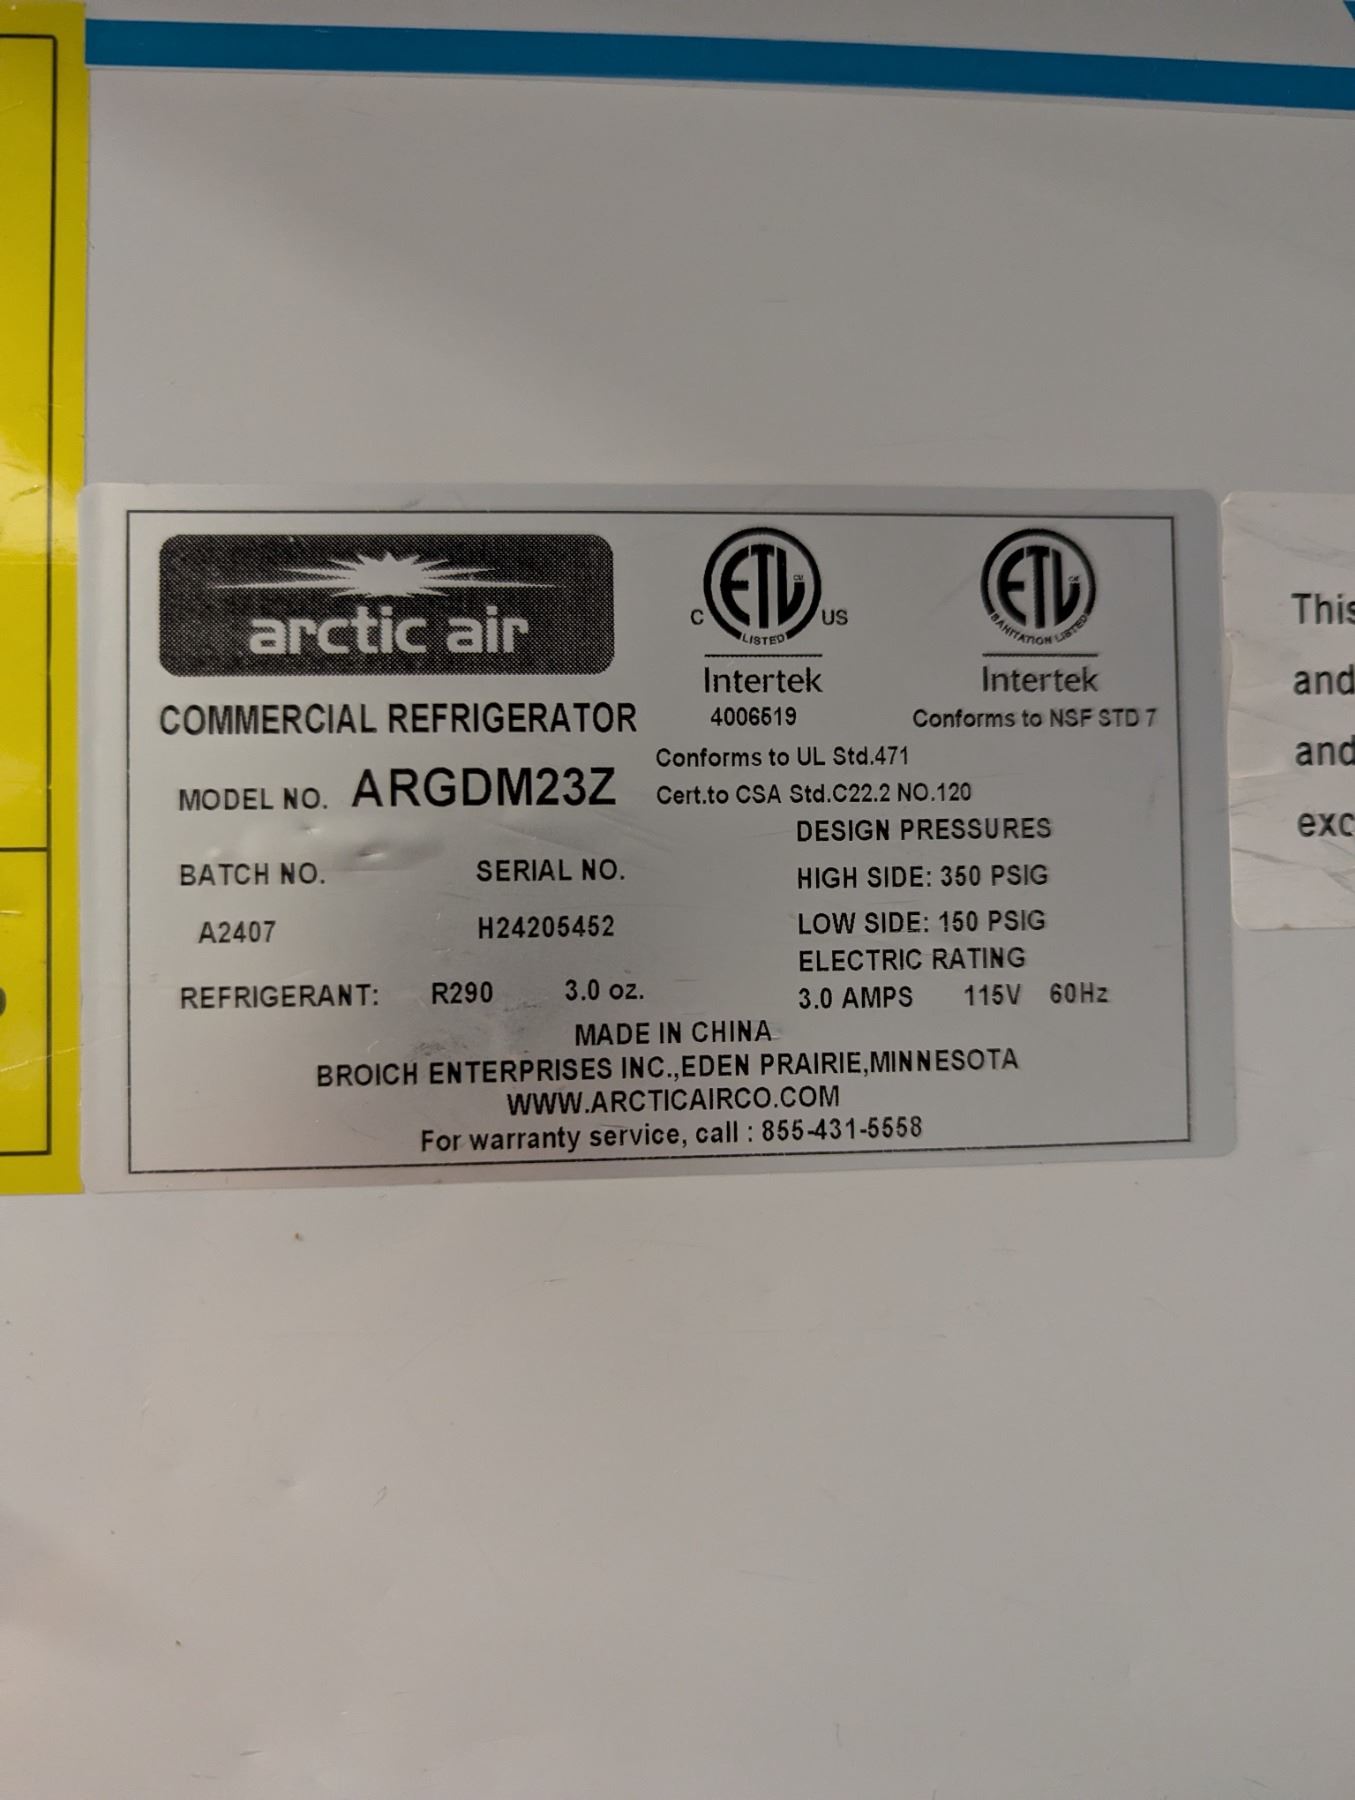 arctic air
COMMERCIAL REFRIGERATOR
MODEL NO. ARGDM23Z
BATCH NO. SERIAL NO.
A2407 H24205452
REFRIGERANT: R290 3.0 oz.
C ETL CM US
LISTED
Intertek
4006519
ETL CM
SANITATION LISTED
Intertek
Conforms to NSF STD 7
Conforms to UL Std.471
Cert.to CSA Std.C22.2 NO.120
DESIGN PRESSURES
HIGH SIDE: 350 PSIG
LOW SIDE: 150 PSIG
ELECTRIC RATING
3.0 AMPS 115V 60Hz
MADE IN CHINA
BROICH ENTERPRISES INC.,EDEN PRAIRIE,MINNESOTA
WWW.ARCTICAIRCO.COM
For warranty service, call : 855-431-5558
This
and
and
exc